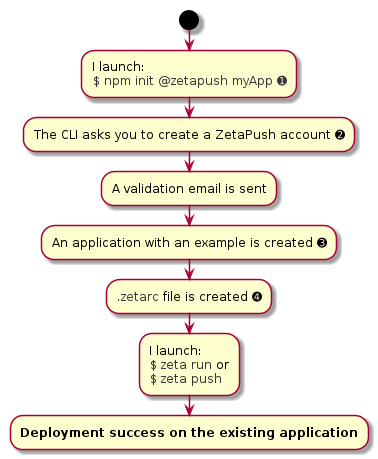 I launch:
$ npm init @zetapush myApp ❶
The CLI asks you to create a ZetaPush account ❷
A validation email is sent
An application with an example is created ❸
.zetarc file is created ❹
I launch:
$ zeta run or
$ zeta push
Deployment success on the existing application